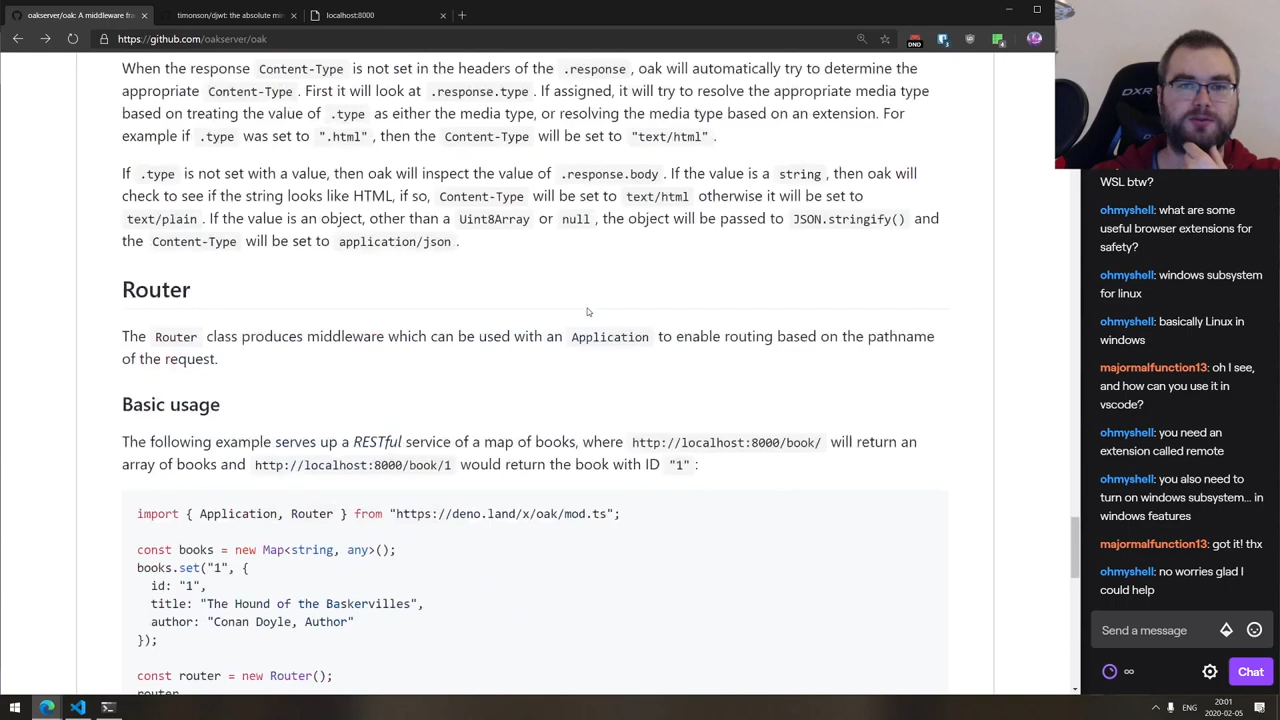 oakserver/oak: A middleware fra
timonson/djwt: the absolute mi
localhost:8000
https://github.com/oakserver/oak
DND
When the response Content-Type is not set in the headers of the .response, oak will automatically try to determine the
appropriate Content-Type. First it will look at .response.type. If assigned, it will try to resolve the appropriate media type
based on treating the value of .type as either the media type, or resolving the media type based on an extension. For
example if .type was set to ".html", then the Content-Type will be set to "text/html".
If .type is not set with a value, then oak will inspect the value of .response.body. If the value is a string, then oak will
check to see if the string looks like HTML, if so, Content-Type will be set to text/html otherwise it will be set to
text/plain. If the value is an object, other than a Uint8Array or null, the object will be passed to JSON.stringify() and
the Content-Type will be set to application/json.
Router
The Router class produces middleware which can be used with an Application to enable routing based on the pathname
of the request.
Basic usage
The following example serves up a RESTful service of a map of books, where http://localhost:8000/book/ will return an
array of books and http://localhost:8000/book/1 would return the book with ID "1":
import { Application, Router } from "https://deno.land/x/oak/mod.ts";
const books = new Map<string, any>();
books.set("1", {
id: "1",
title: "The Hound of the Baskervilles",
author: "Conan Doyle, Author"
});
const router = new Router();
router
DXR
WSL btw?
ohmyshell: what are some
useful browser extensions for
safety?
ohmyshell: windows subsystem
for linux
ohmyshell: basically Linux in
windows
majormalfunction13: oh I see,
and how can you use it in
vscode?
ohmyshell: you need an
extension called remote
ohmyshell: you also need to
turn on windows subsystem... in
windows features
majormalfunction13: got it! thx
ohmyshell: no worries glad I
could help
Send a message
∞
Chat
ENG
20:01
2020-02-05